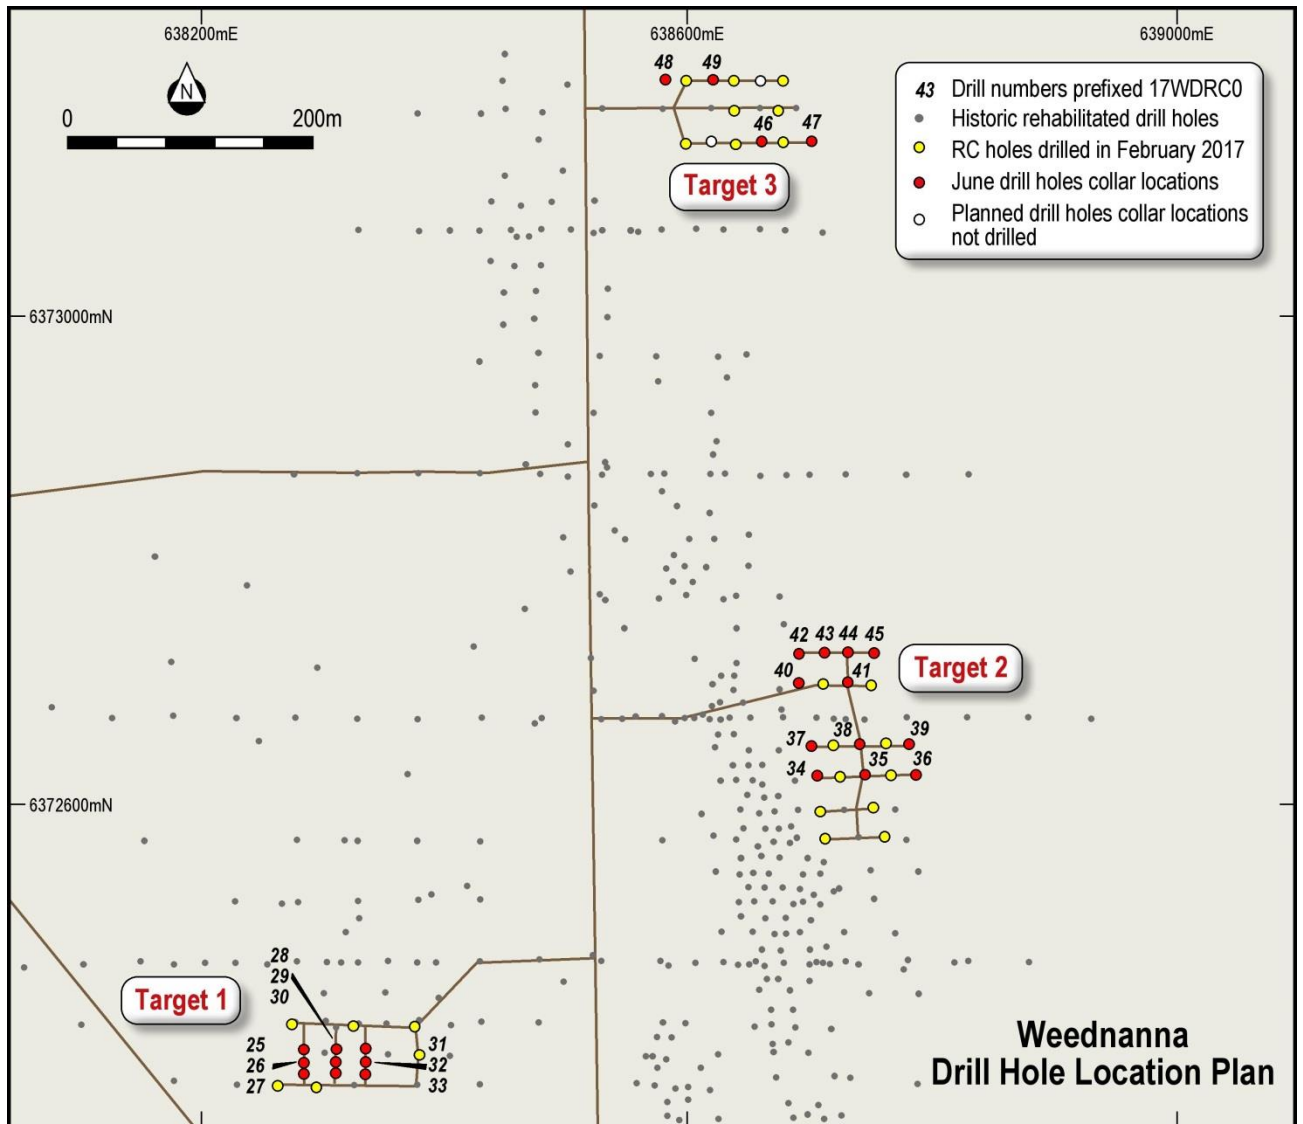 638200mE
638600mE
639000mE
N
0
200m
48
49
46
47
Target 3
43 Drill numbers prefixed 17WDRC0
Historic rehabilitated drill holes
RC holes drilled in February 2017
June drill holes collar locations
Planned drill holes collar locations
not drilled
6373000mN
42 43 44 45
40
41
Target 2
37
38
39
34
35
36
6372600mN
28
29
30
Target 1
25
26
27
31
32
33
Weednanna
Drill Hole Location Plan